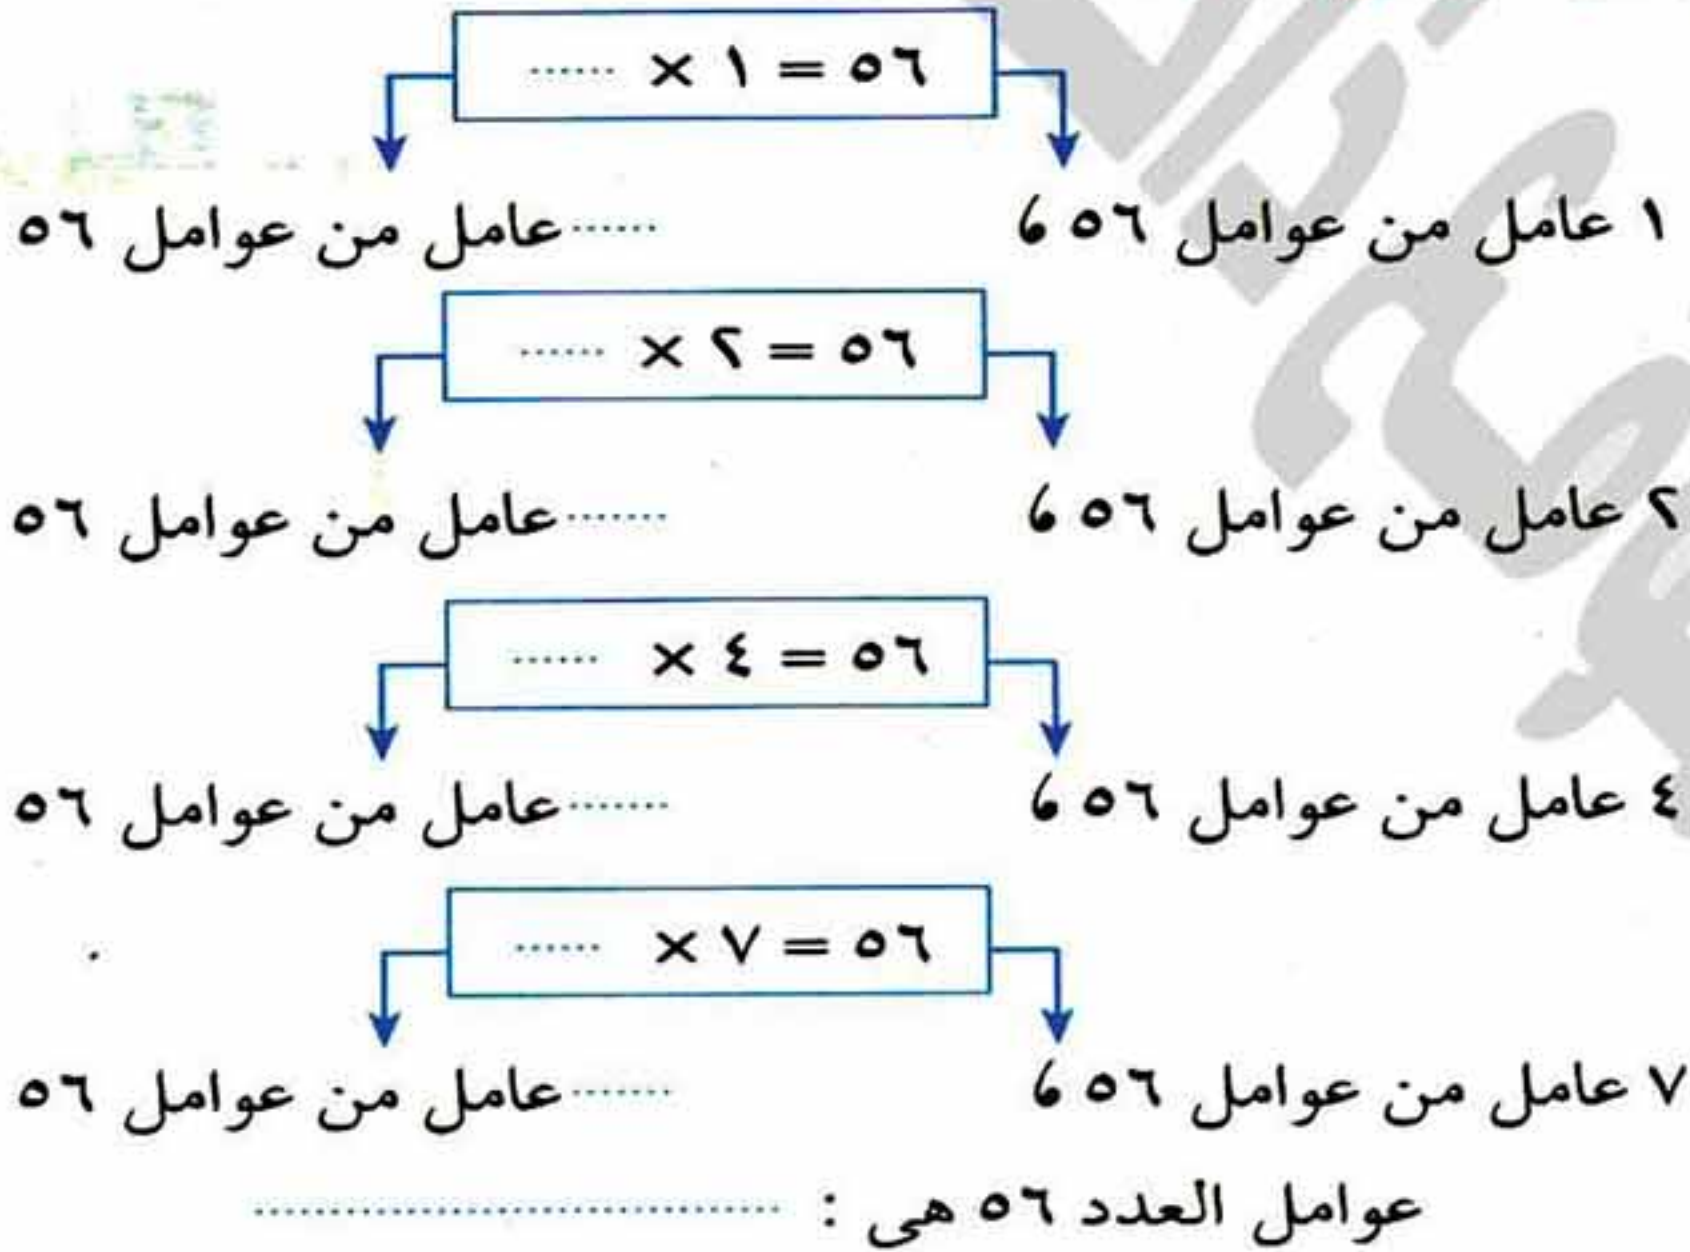 ٥٦ = ١ × ......
١ عامل من عوامل ٥٦ ، ......عامل من عوامل ٥٦
٥٦ = ٢ × ......
٢ عامل من عوامل ٥٦ ، ......عامل من عوامل ٥٦
٥٦ = ٤ × ......
٤ عامل من عوامل ٥٦ ، ......عامل من عوامل ٥٦
٥٦ = ٧ × ......
٧ عامل من عوامل ٥٦ ، ......عامل من عوامل ٥٦
عوامل العدد ٥٦ هى : ..................................